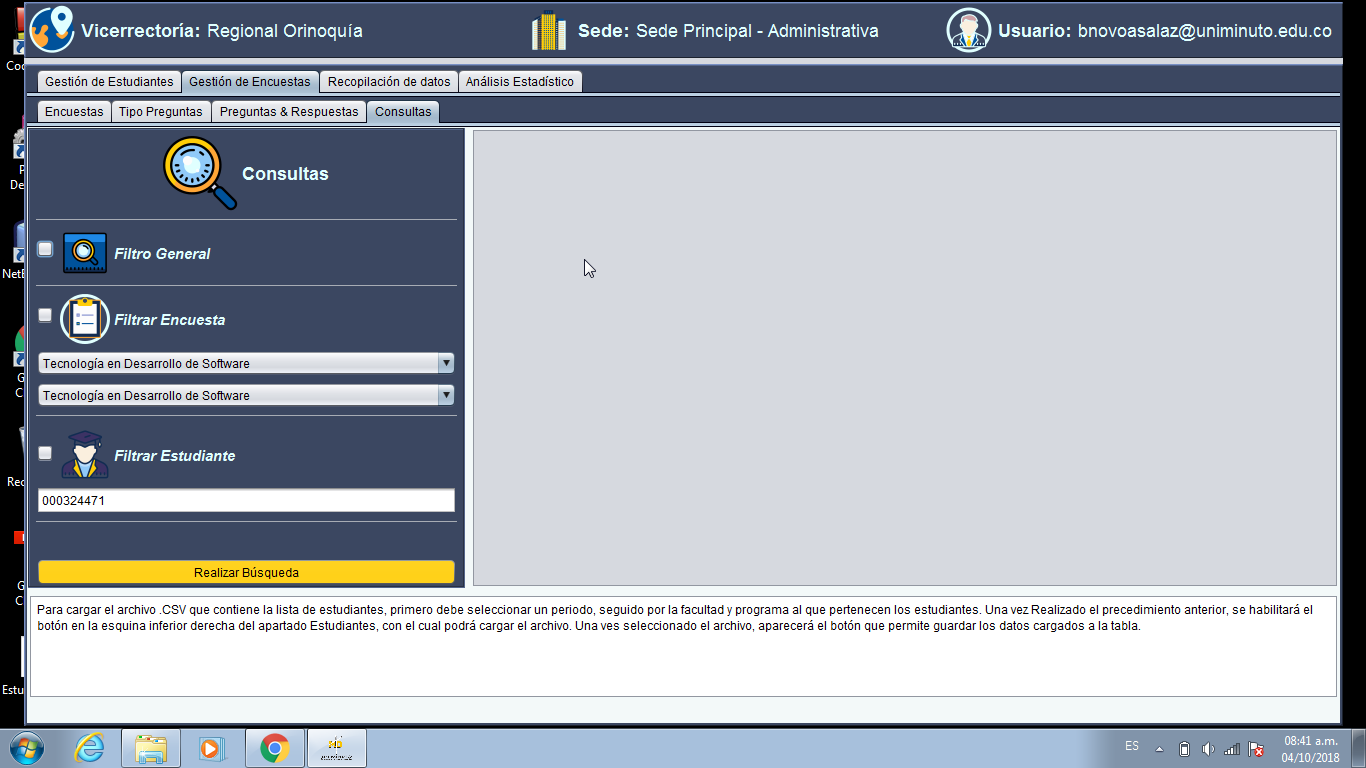 Vicerrectoría: Regional Orinoquía
Sede: Sede Principal - Administrativa
Usuario: bnovoasalaz@uniminuto.edu.co
Gestión de Estudiantes
Gestión de Encuestas
Recopilación de datos
Análisis Estadístico
Encuestas
Tipo Preguntas
Preguntas & Respuestas
Consultas
Consultas
Filtro General
Filtrar Encuesta
Tecnología en Desarrollo de Software
Tecnología en Desarrollo de Software
Filtrar Estudiante
000324471
Realizar Búsqueda
Para cargar el archivo .CSV que contiene la lista de estudiantes, primero debe seleccionar un periodo, seguido por la facultad y programa al que pertenecen los estudiantes. Una vez Realizado el precedimiento anterior, se habilitará el
botón en la esquina inferior derecha del apartado Estudiantes, con el cual podrá cargar el archivo. Una ves seleccionado el archivo, aparecerá el botón que permite guardar los datos cargados a la tabla.
ES
08:41 a.m.
04/10/2018